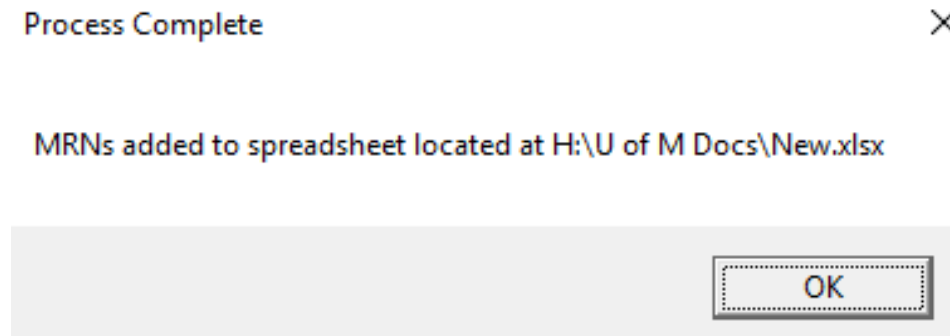 Process Complete
MRNs added to spreadsheet located at H:\U of M Docs\New.xlsx
OK